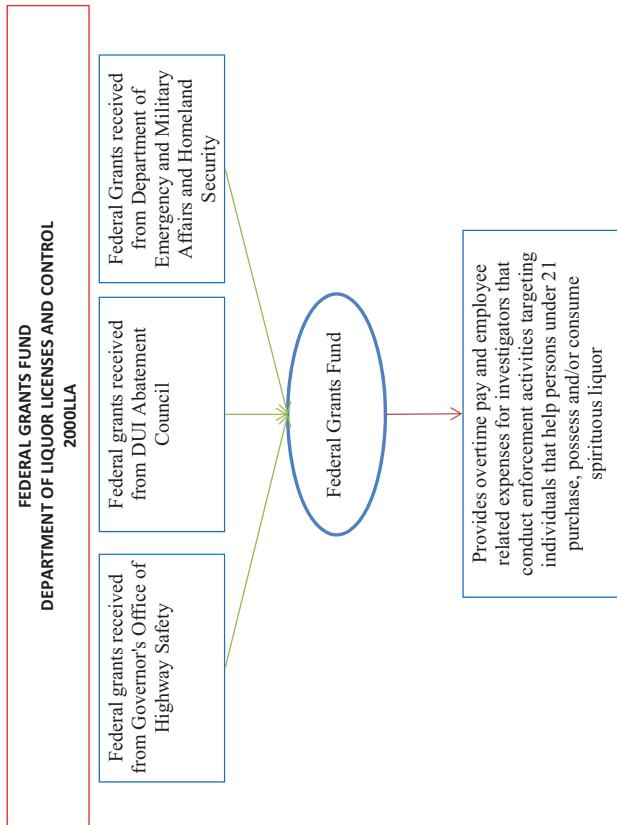 FEDERAL GRANTS FUND
DEPARTMENT OF LIQUOR LICENSES AND CONTROL
2000LLA
Federal grants received
from Governor's Office of
Highway Safety
Federal grants received
from DUI Abatement
Council
Federal Grants received
from Department of
Emergency and Military
Affairs and Homeland
Security
Federal Grants Fund
Provides overtime pay and employee
related expenses for investigators that
conduct enforcement activities targeting
individuals that help persons under 21
purchase, possess and/or consume
spirituous liquor